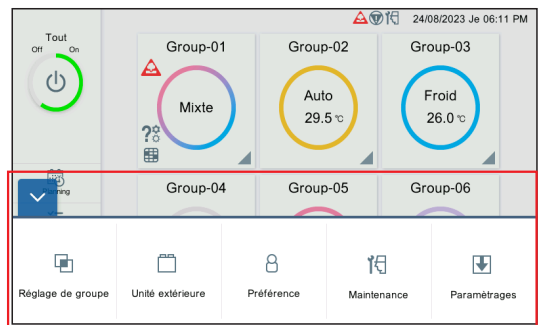 24/08/2023 Je 06:11 PM
Tout
Off On
Group-01 Group-02 Group-03
Mixte
Auto
29.5 ℃
Froid
26.0 ℃
Group-04 Group-05 Group-06
Réglage de groupe Unité extérieure Préférence Maintenance Paramétrages